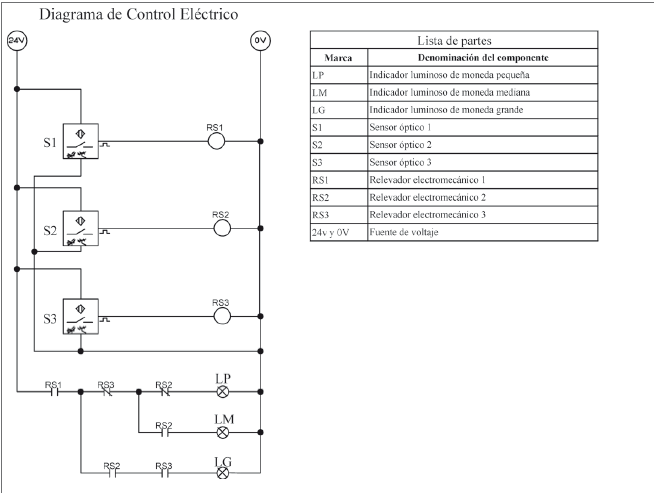 Diagrama de Control Eléctrico
24V
0V
S1
RS1
S2
RS2
S3
RS3
RS1
RS3
RS2
LP
RS2
LM
RS2
RS3
LG
Lista de partes
Marca Denominación del componente
LP Indicador luminoso de moneda pequeña
LM Indicador luminoso de moneda mediana
LG Indicador luminoso de moneda grande
S1 Sensor óptico 1
S2 Sensor óptico 2
S3 Sensor óptico 3
RS1 Relevador electromecánico 1
RS2 Relevador electromecánico 2
RS3 Relevador electromecánico 3
24v y 0V Fuente de voltaje